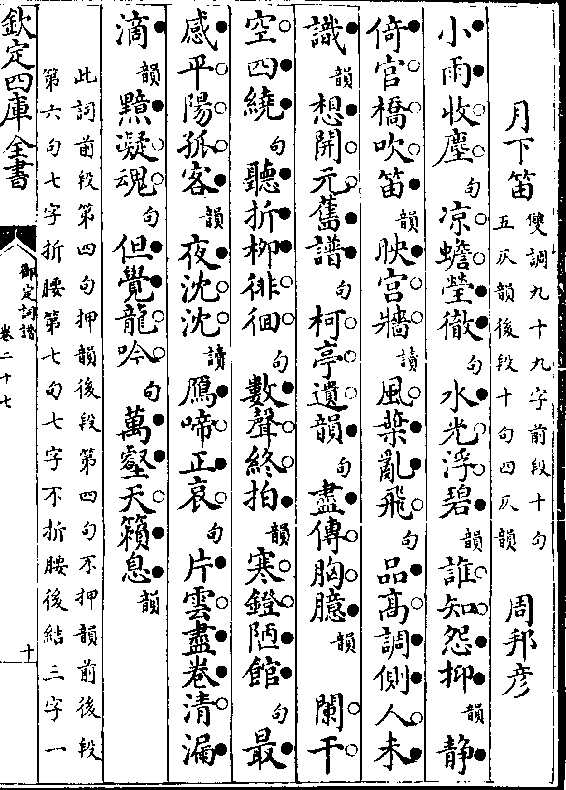 月下笛 雙調九十九字前段十句五仄韻後段十句四仄韻 周邦彦
小雨收塵句涼蟾瑩徹句水光浮碧韻誰知怨抑韻静
倚官橋吹笛韻映宫牆讀風葉亂飛句品高調側人未
識韻想開元舊譜句柯亭遺韻句盡傳胸臆韻 闌干
空四繞句聽折柳徘徊句數聲終拍韻寒鐙陋館句最
感平陽孤客韻夜沈沈讀鴈啼正哀句片雲盡卷清漏
滴韻黯凝魂句但覺龍吟句萬壑天籟息韻
此詞前段第四句押韻後段第四句不押韻前後段
第六句七字折腰第七句七字不折腰後結三字一
欽定四庫全書
御定詞譜 卷二十七
十